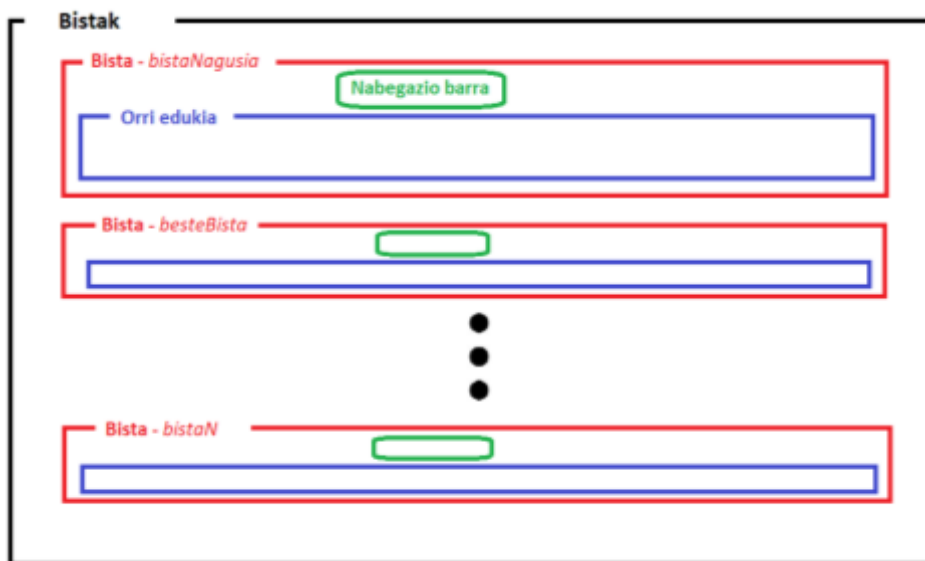 Bistak
Bista - bistaNagusia
Nabegazio barra
Orri edukia
Bista - besteBista
Bista - bistaN